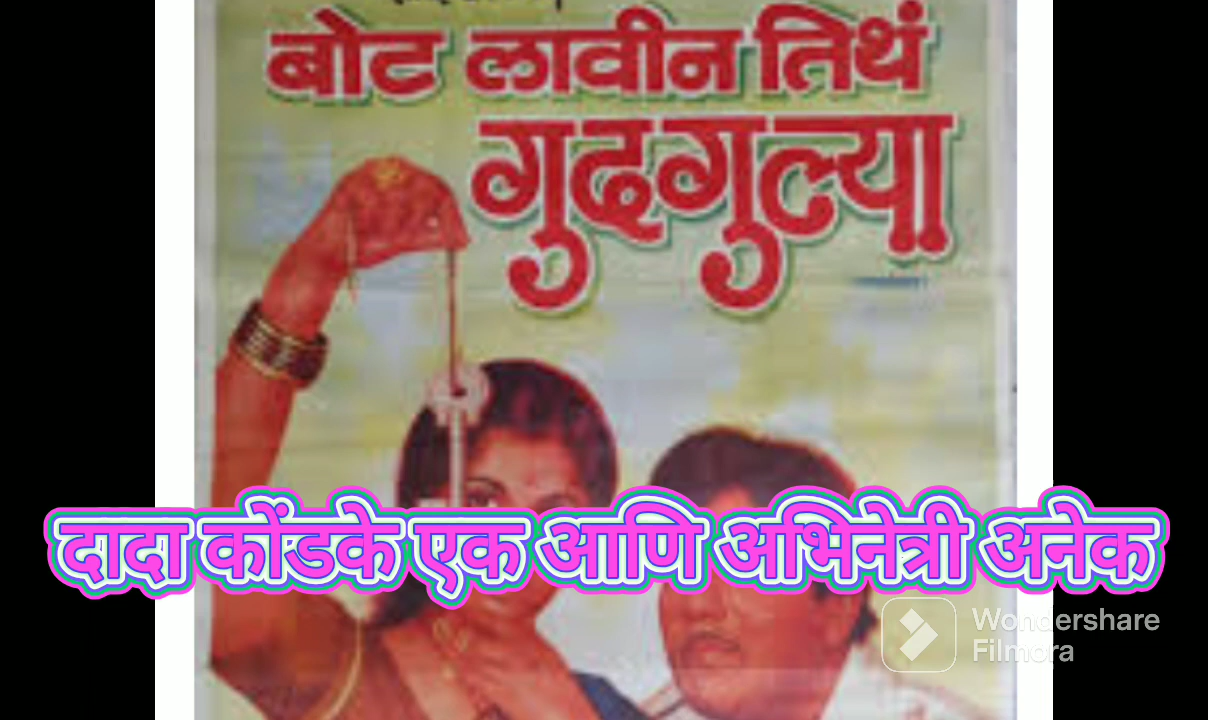 बोट लावीन तिथं
गुदगुल्या
दादा कोंडके एक आणि अभिनेत्री अनेक
Wondershare
Filmora